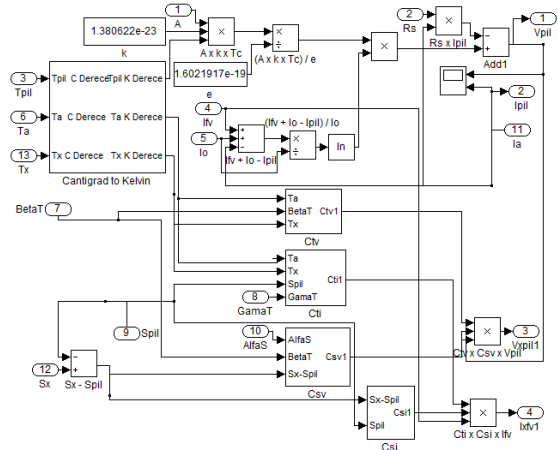 1
A
1.380622e-23
k
A x k x Tc
1.6021917e-19
e
(A x k x Tc) / e
2
Rs
Rs x Ipil
Add1
1
Vpil
2
Ipil
11
Ia
3
Tpil
6
Ta
13
Tx
Tpil C Derece Tpil K Derece
Ta C Derece Ta K Derece
Tx C Derece Tx K Derece
Cantigrad to Kelvin
4
Ifv
5
Io
Ifv + Io - Ipil
(Ifv + Io - Ipil) / Io
ln
BetaT
7
Ta
BetaT Ctv1
Tx
Ctv
Ta
Tx
Spil
GamaT
Cti1
Cti
8
GamaT
9
Spil
10
AlfaS
AlfaS
BetaT
Sx-Spil
Csv1
Csv
12
Sx
Sx - Spil
Sx-Spil
Csi1
Spil
Csi
Ctv x Csv x Vpil
3
Vxpil1
Cti x Csi x Ifv
4
Ixfv1